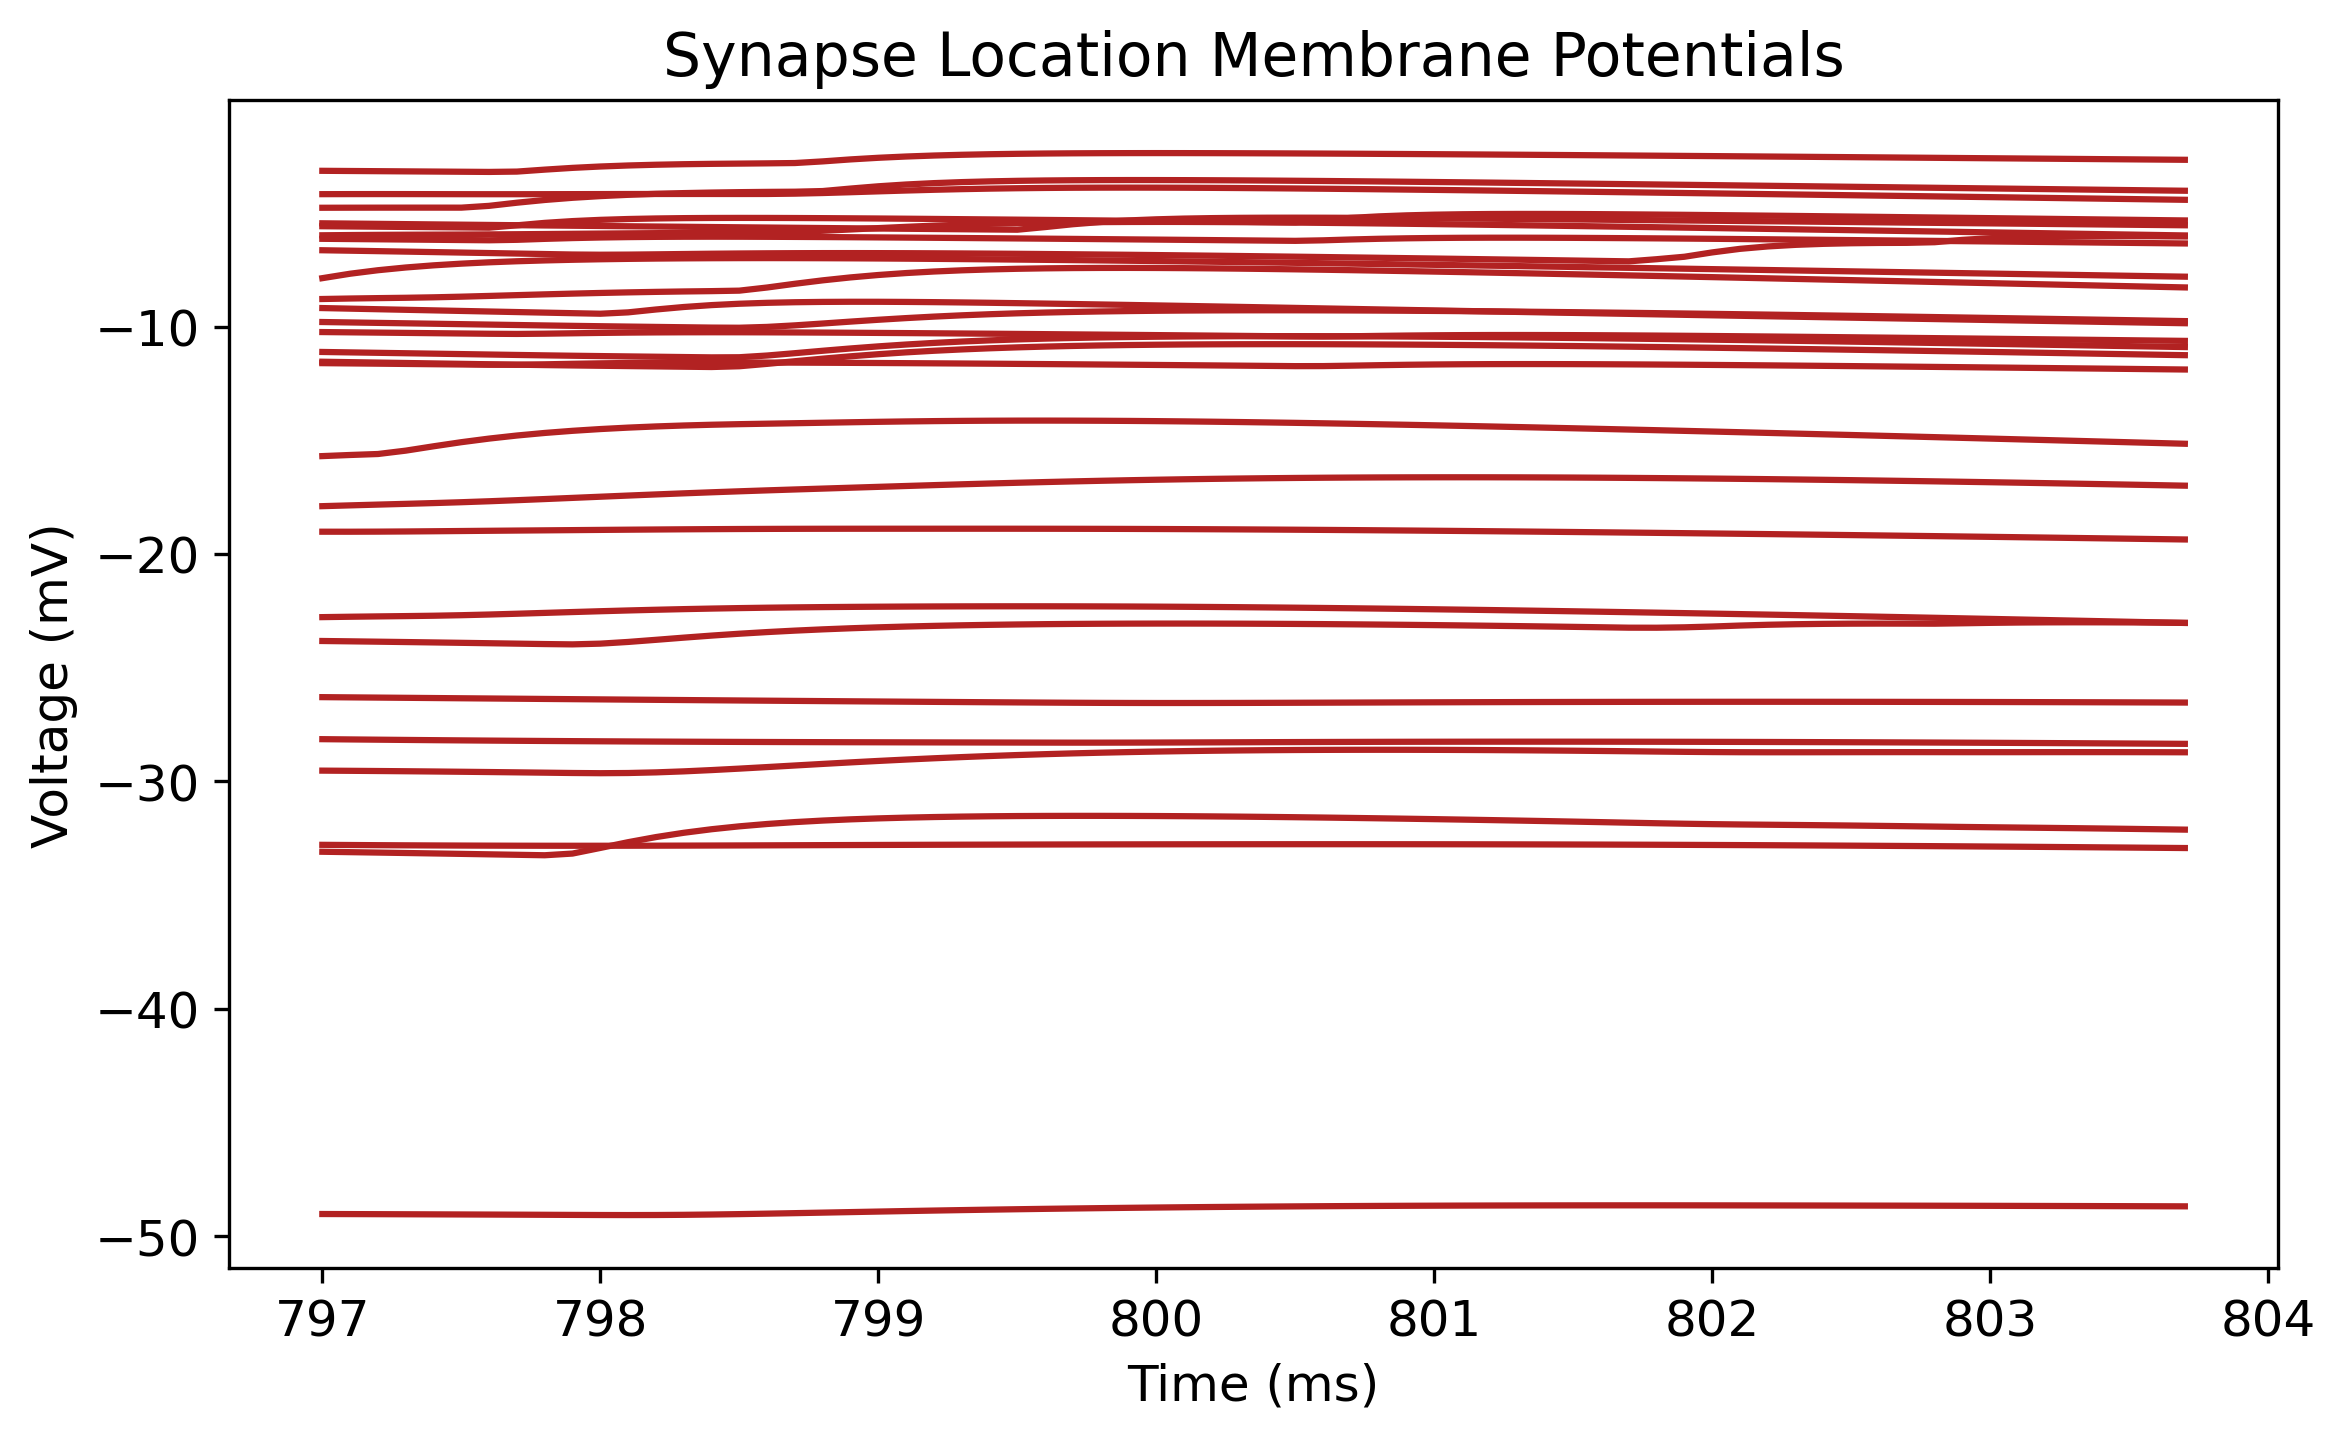 Synapse Location Membrane Potentials
Voltage (mV)
−10
−20
−30
−40
−50
797 798 799 800 801 802 803 804
Time (ms)